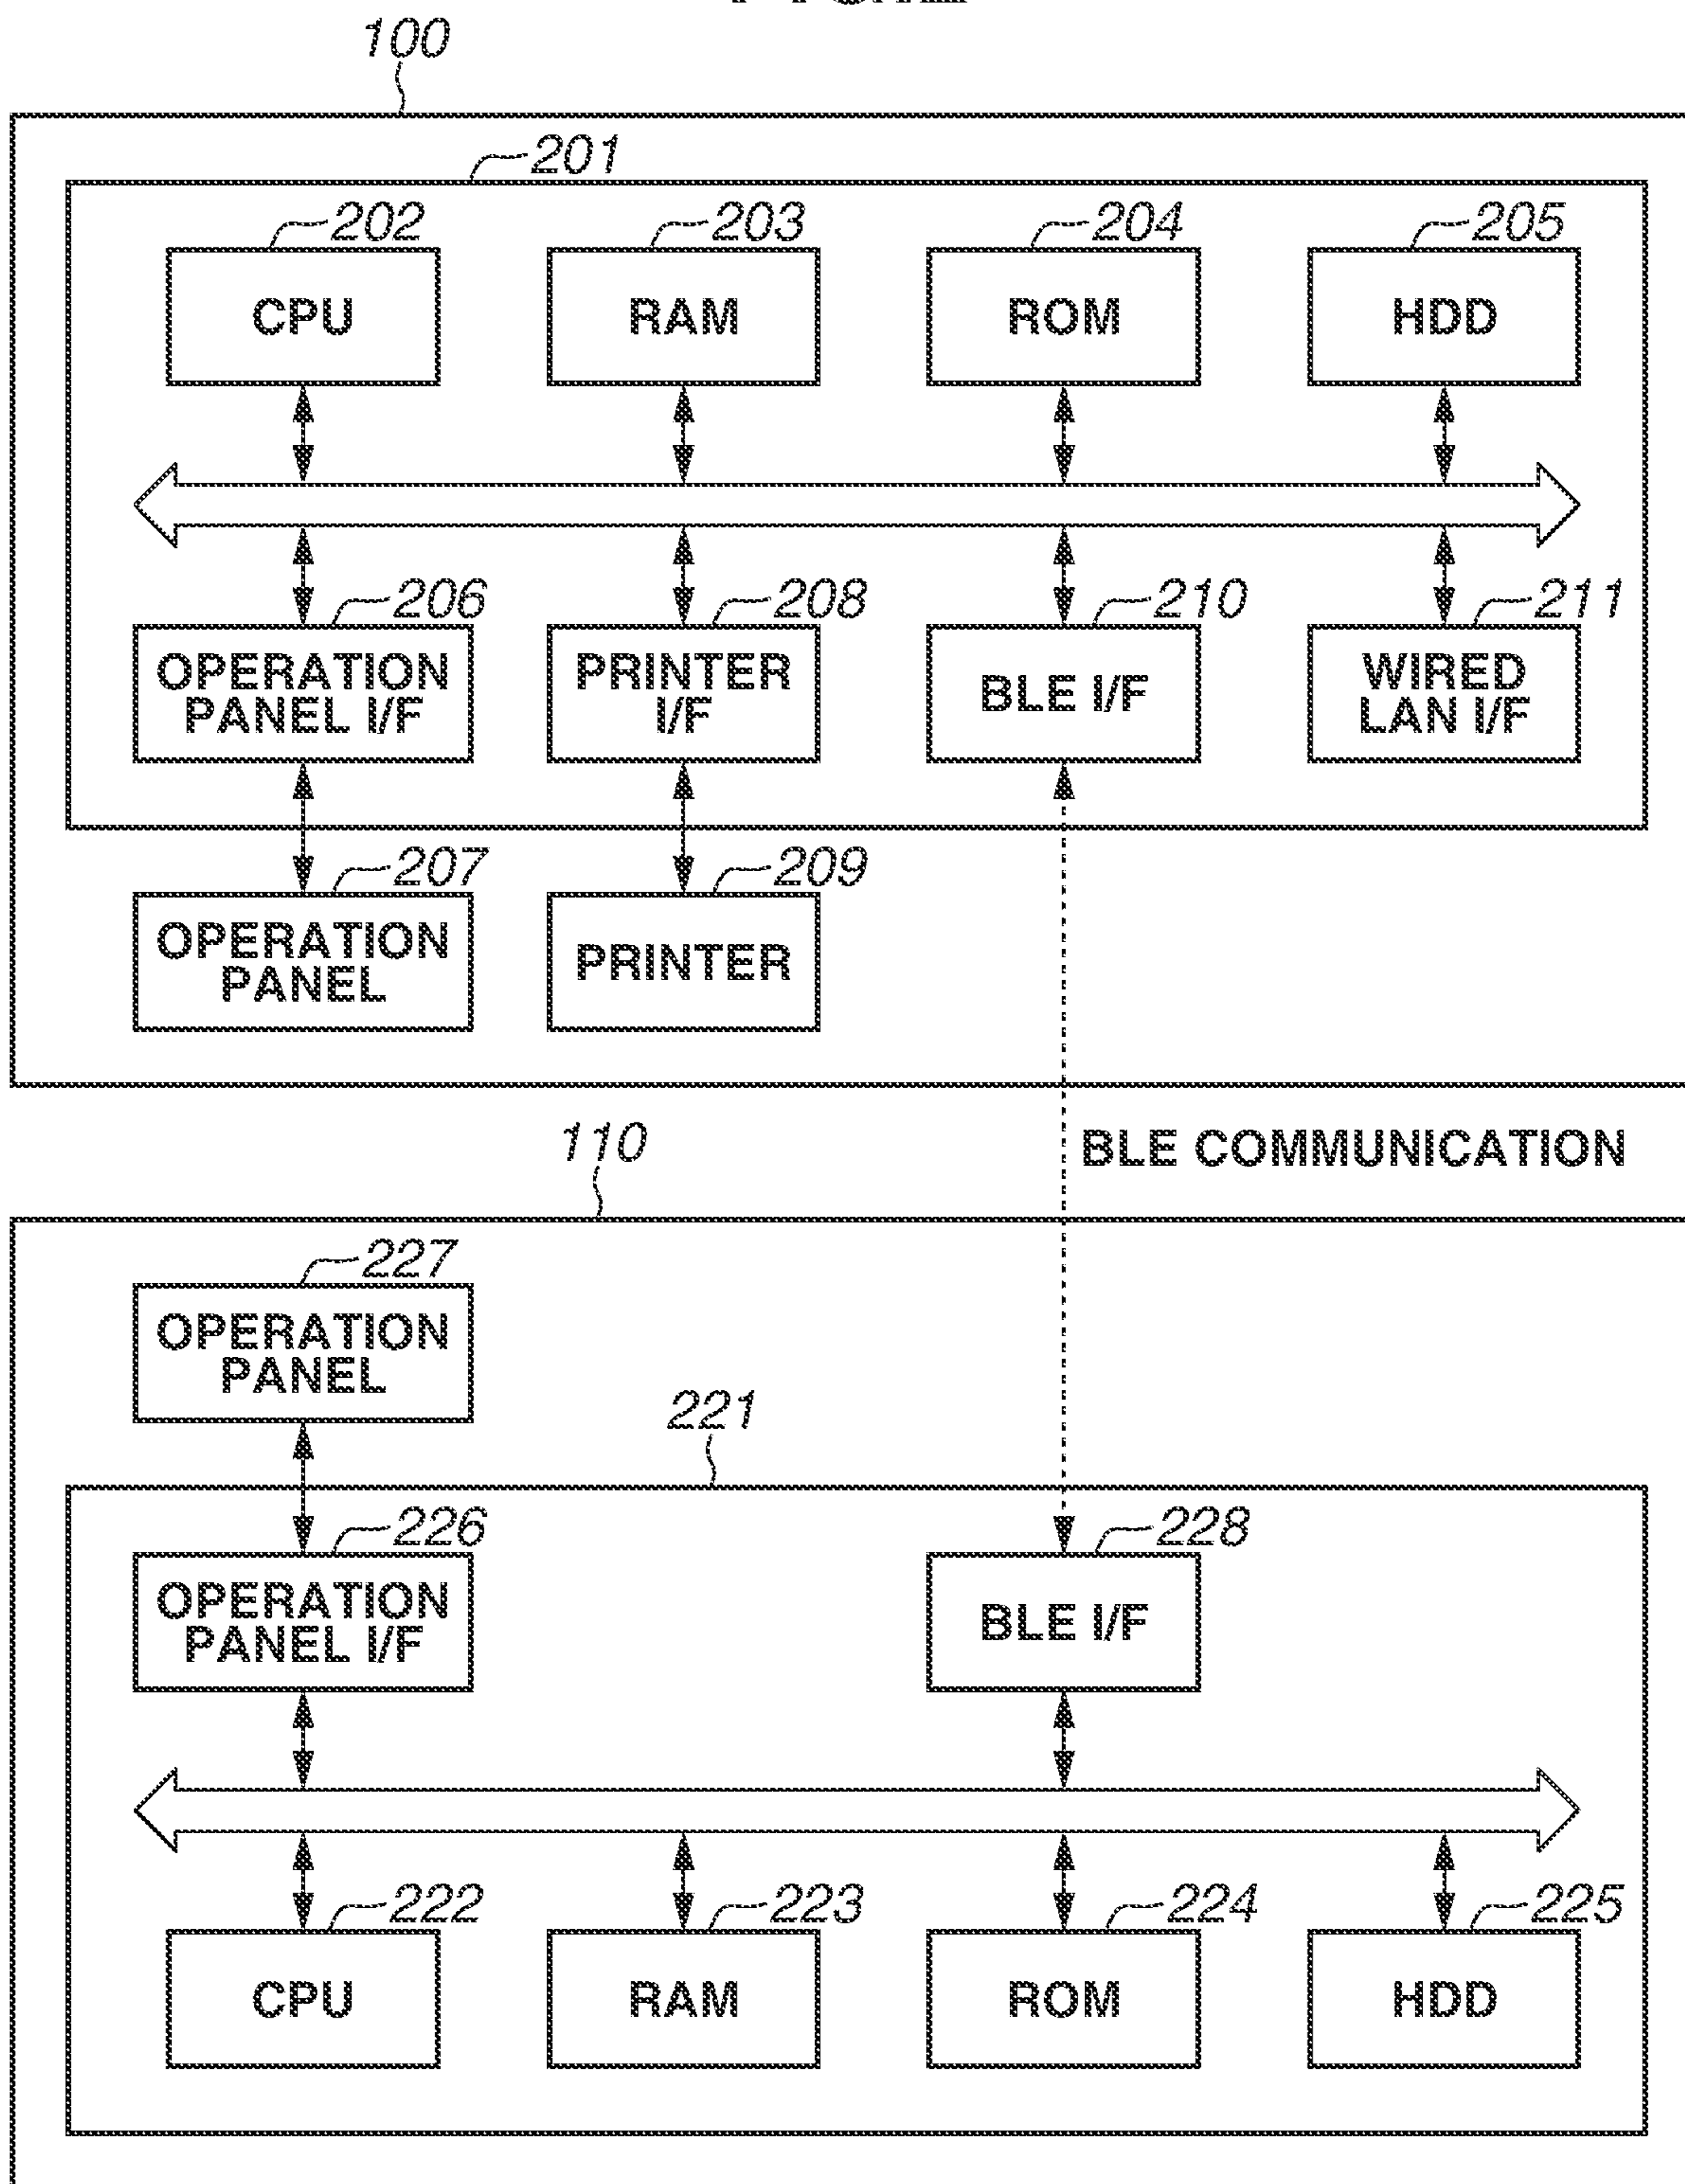 100
201
202
203
204
205
CPU
RAM
ROM
HDD
206
208
210
211
OPERATION
PANEL I/F
PRINTER
I/F
BLE I/F
WIRED
LAN I/F
207
209
OPERATION
PANEL
PRINTER
110
BLE COMMUNICATION
227
OPERATION
PANEL
221
226
228
OPERATION
PANEL I/F
BLE I/F
222
223
224
225
CPU
RAM
ROM
HDD